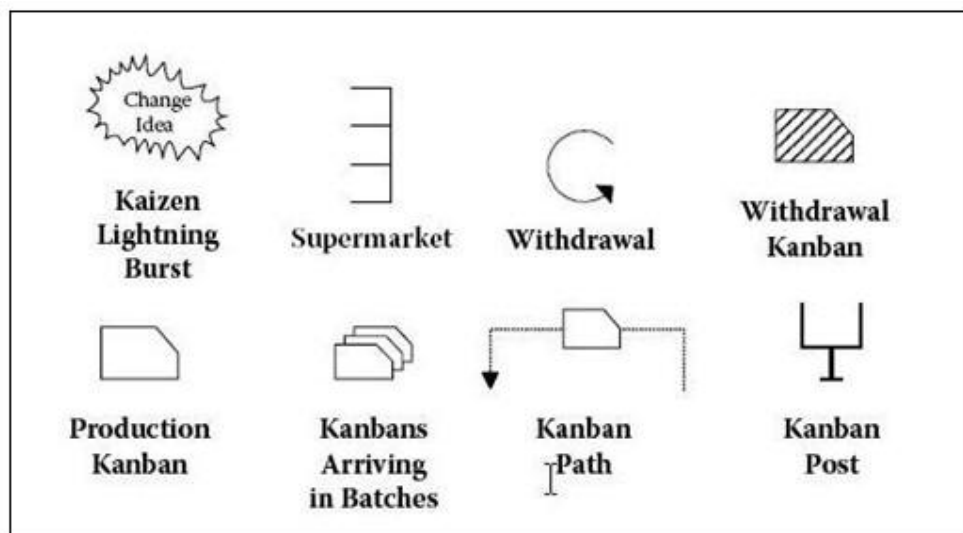 Change
Idea
Kaizen
Lightning
Burst
Supermarket
Withdrawal
Withdrawal
Kanban
Production
Kanban
Kanbans
Arriving
in Batches
Kanban
Path
Kanban
Post